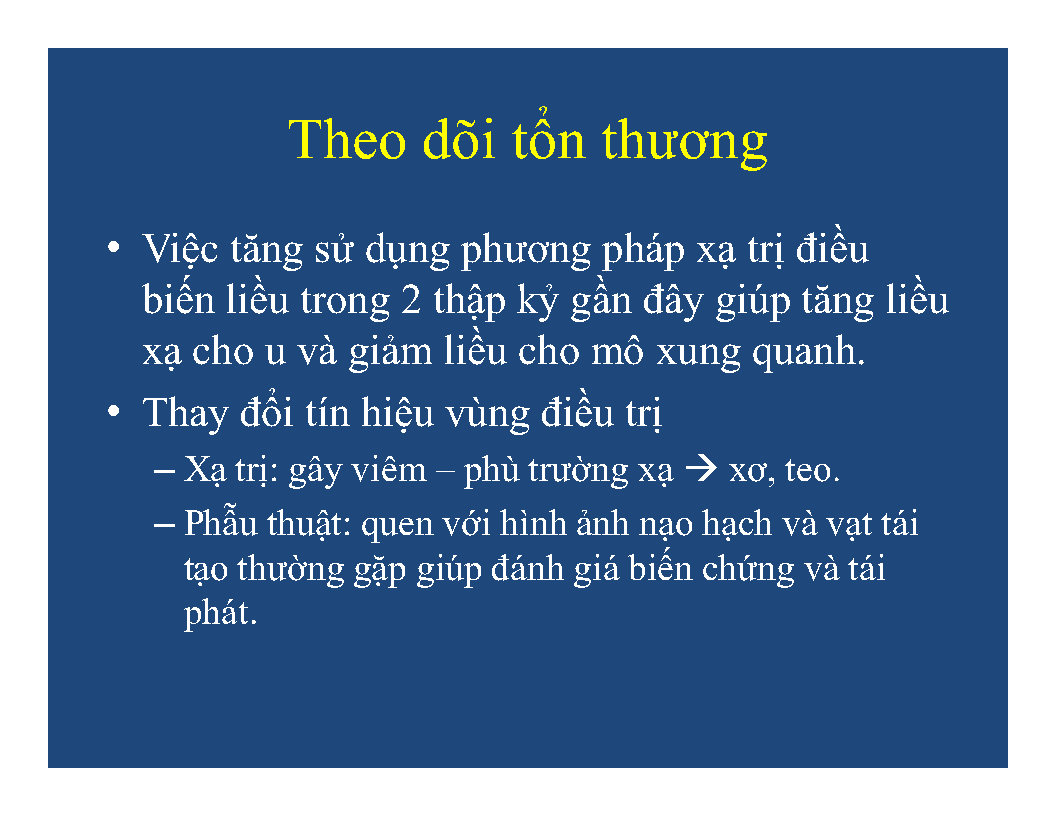 Theo dõi tổn thương
• Việc tăng sử dụng phương pháp xạ trị điều
biến liều trong 2 thập kỷ gần đây giúp tăng liều
xạ cho u và giảm liều cho mô xung quanh.
• Thay đổi tín hiệu vùng điều trị
– Xạ trị: gây viêm – phù trường xạ → xơ, teo.
– Phẫu thuật: quen với hình ảnh nạo hạch và vạt tái
tạo thường gặp giúp đánh giá biến chứng và tái
phát.